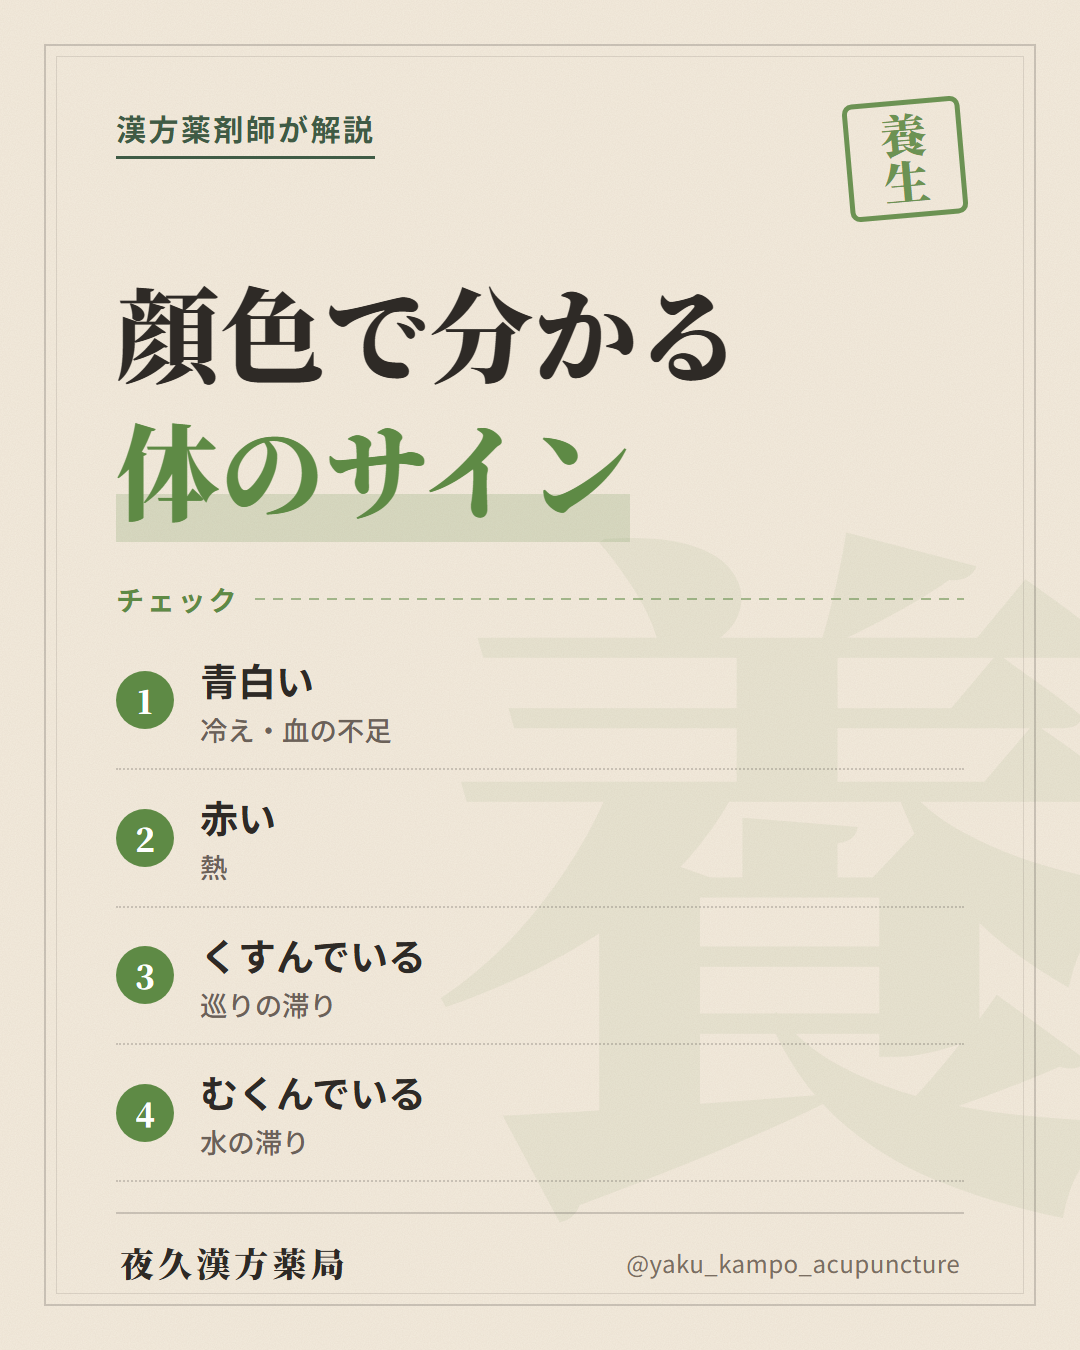 漢方薬剤師が解説
養
生
顔色で分かる
体のサイン
チェック
1
青白い
冷え・血の不足
2
赤い
熱
3
くすんでいる
巡りの滞り
4
むくんでいる
水の滞り
養
夜久漢方薬局
@yaku_kampo_acupuncture